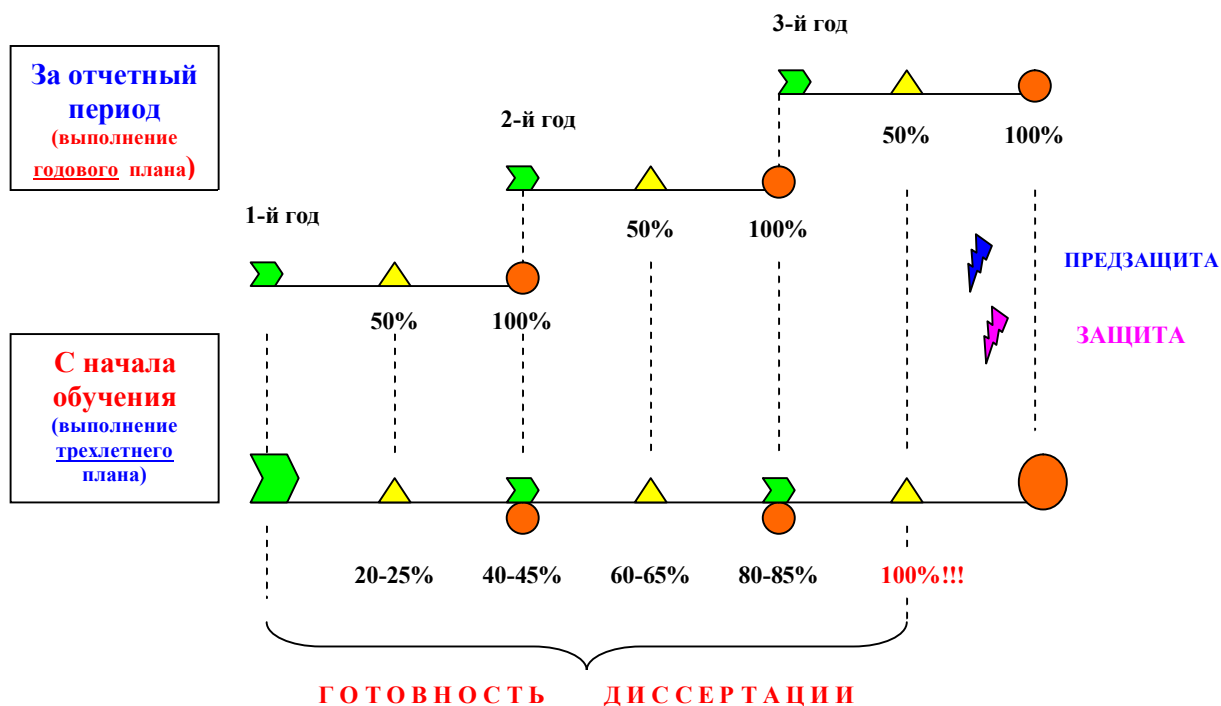 3-й год
За отчетный
период
(выполнение
годового плана)
2-й год
50% 100%
1-й год
50% 100%
ПРЕДЗАЩИТА
50% 100%
ЗАЩИТА
С начала
обучения
(выполнение
трехлетнего
плана)
20-25% 40-45% 60-65% 80-85% 100%!!!
ГОТОВНОСТЬ ДИССЕРТАЦИИ